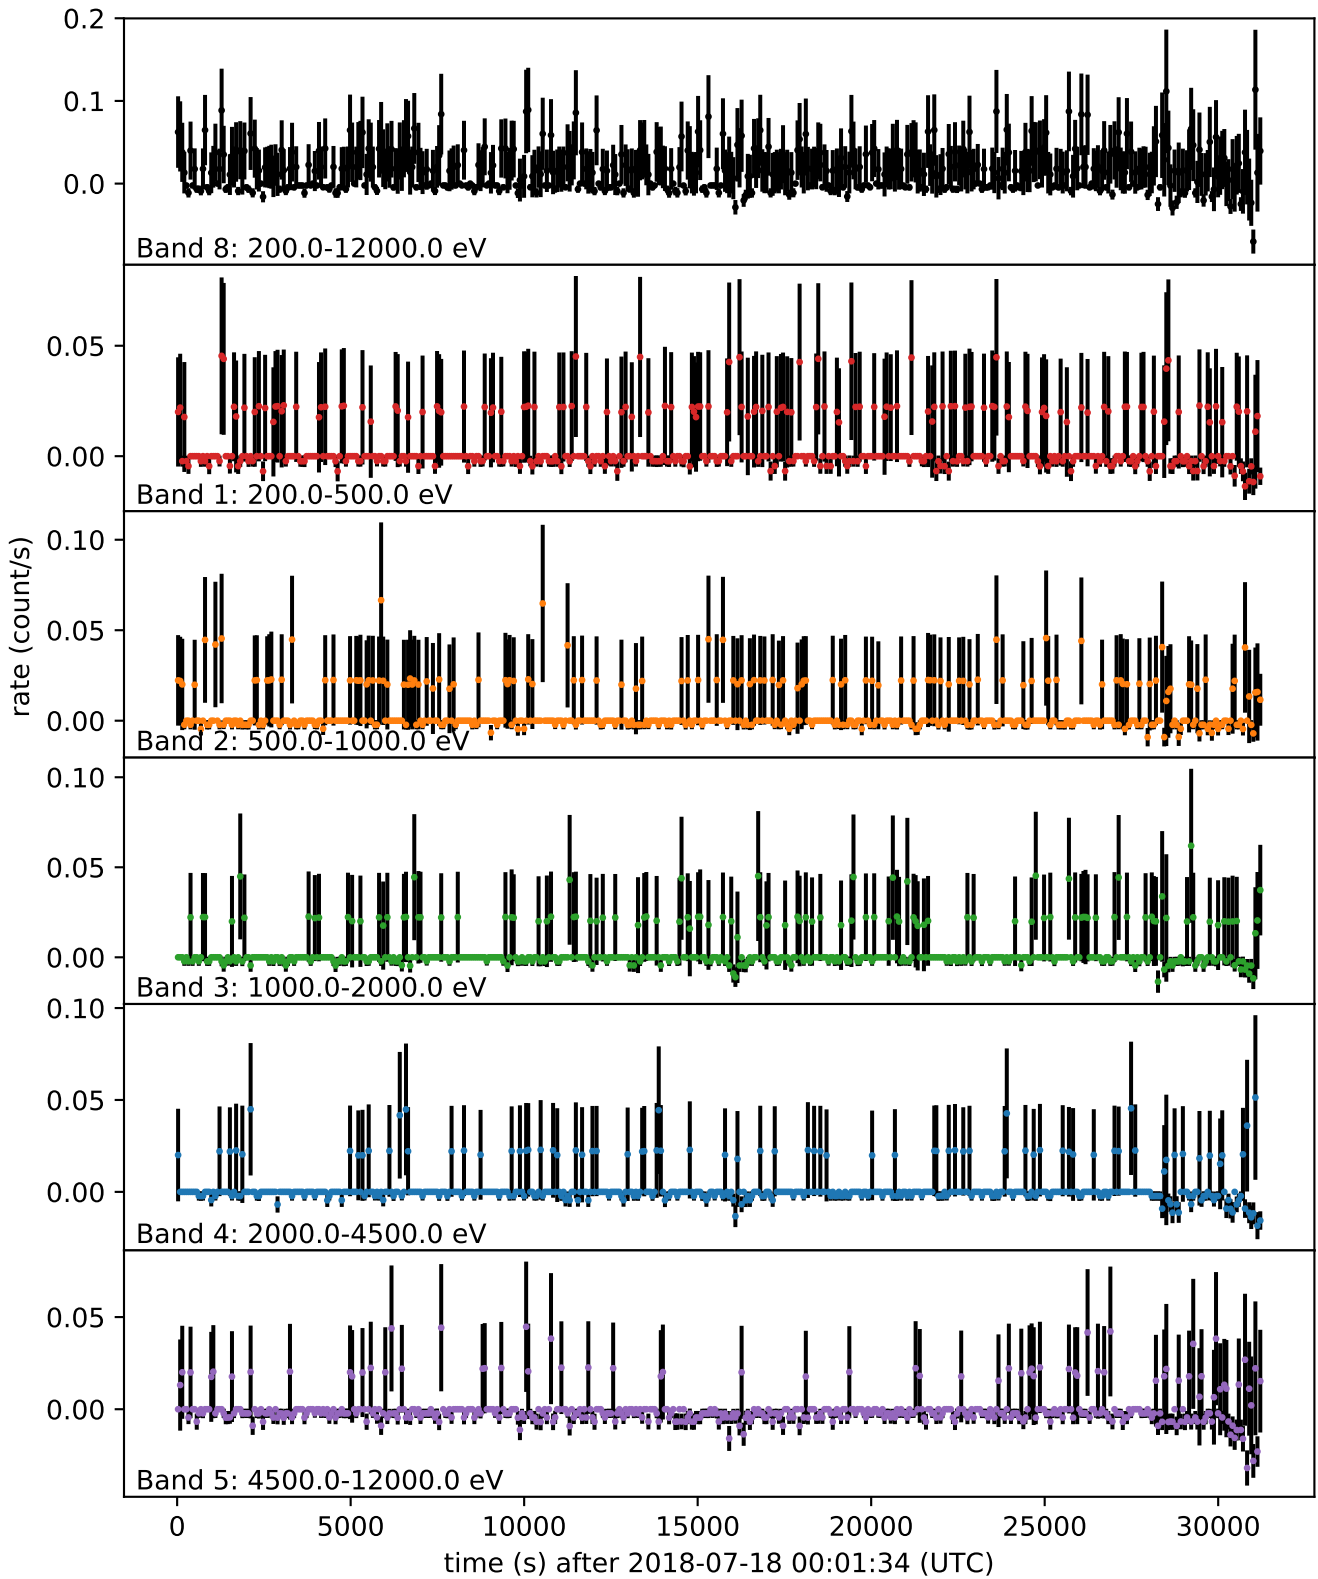 0.2
0.1
0.0
Band 8: 200.0-12000.0 eV
0.05
0.00
Band 1: 200.0-500.0 eV
0.10
0.05
0.00
Band 2: 500.0-1000.0 eV
rate (count/s)
0.10
0.05
0.00
Band 3: 1000.0-2000.0 eV
0.10
0.05
0.00
Band 4: 2000.0-4500.0 eV
0.05
0.00
Band 5: 4500.0-12000.0 eV
0 5000 10000 15000 20000 25000 30000
time (s) after 2018-07-18 00:01:34 (UTC)